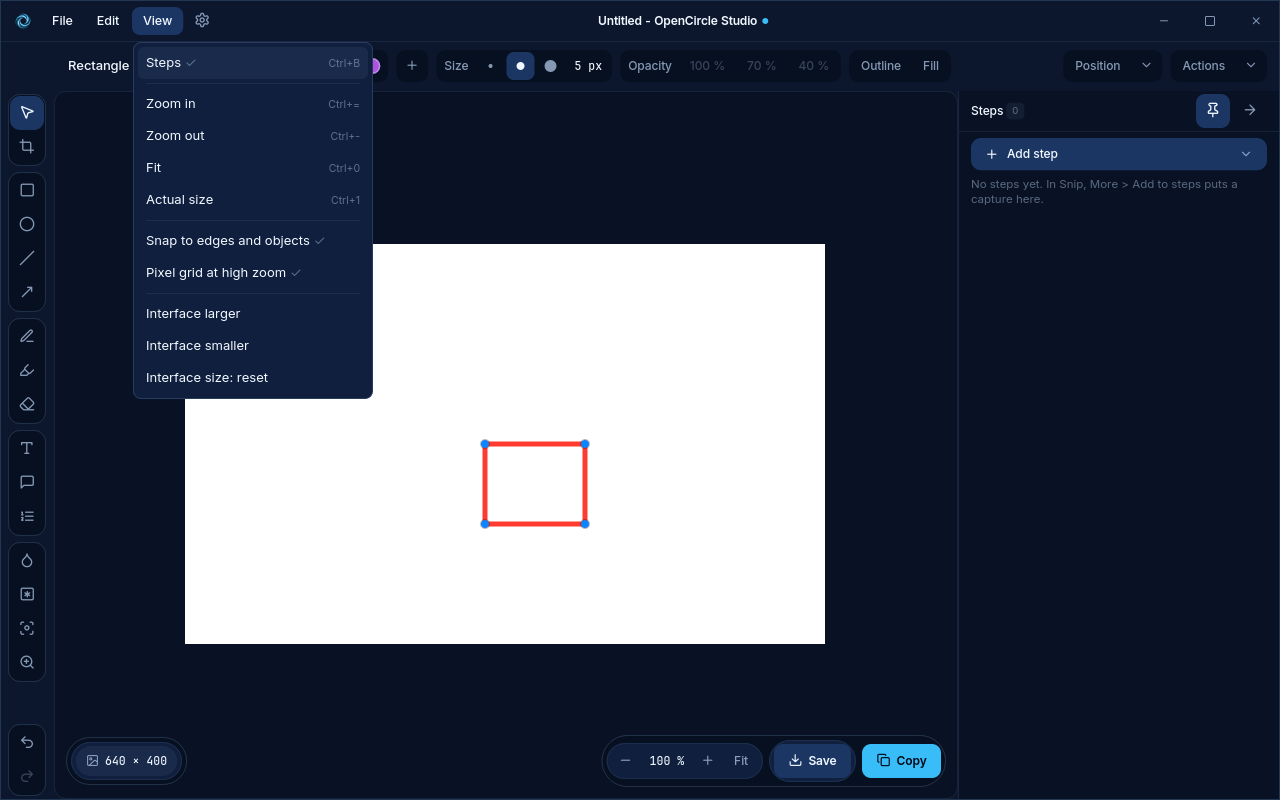 File Edit View Untitled - OpenCircle Studio
Rectangle Size 5 px Opacity 100 % 70 % 40 % Outline Fill Position Actions
Steps Ctrl+B
Zoom in Ctrl+=
Zoom out Ctrl+-
Fit Ctrl+0
Actual size Ctrl+1
Snap to edges and objects
Pixel grid at high zoom
Interface larger
Interface smaller
Interface size: reset
Steps 0
Add step
No steps yet. In Snip, More > Add to steps puts a
capture here.
640 × 400
100 % Fit Save Copy